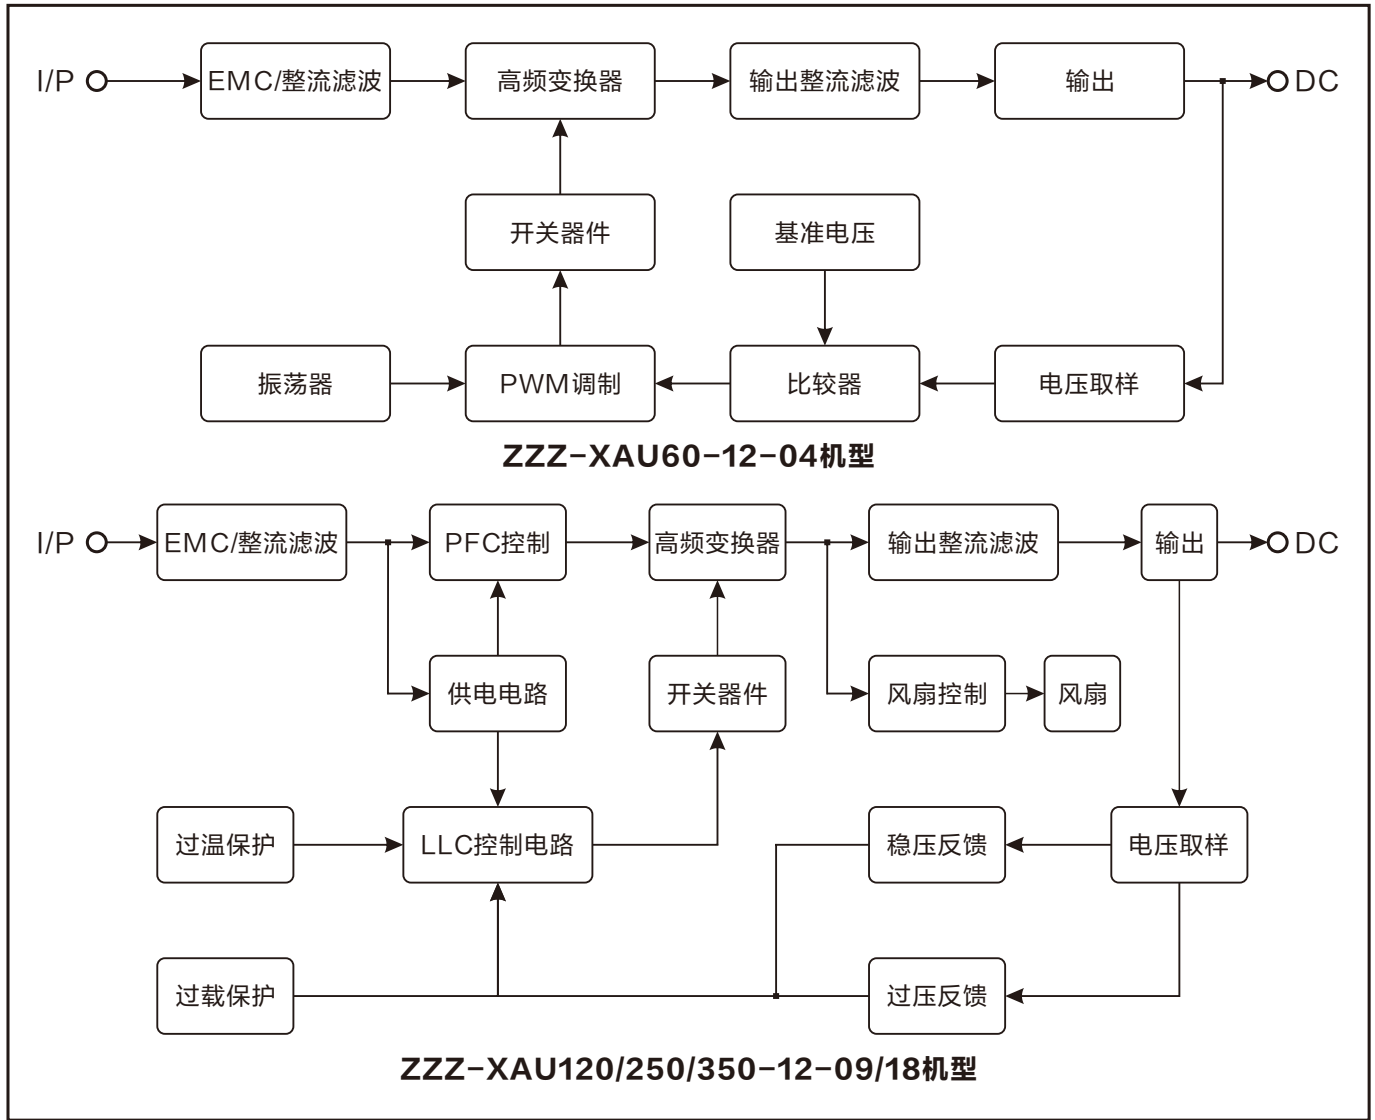 I/P EMC/整流滤波 高频变换器 输出整流滤波 输出 DC
开关器件 基准电压
振荡器 PWM调制 比较器 电压取样
ZZZ-XAU60-12-04机型
I/P EMC/整流滤波 PFC控制 高频变换器 输出整流滤波 输出 DC
供电电路 开关器件 风扇控制 风扇
过温保护 LLC控制电路 稳压反馈 电压取样
过载保护 过压反馈
ZZZ-XAU120/250/350-12-09/18机型